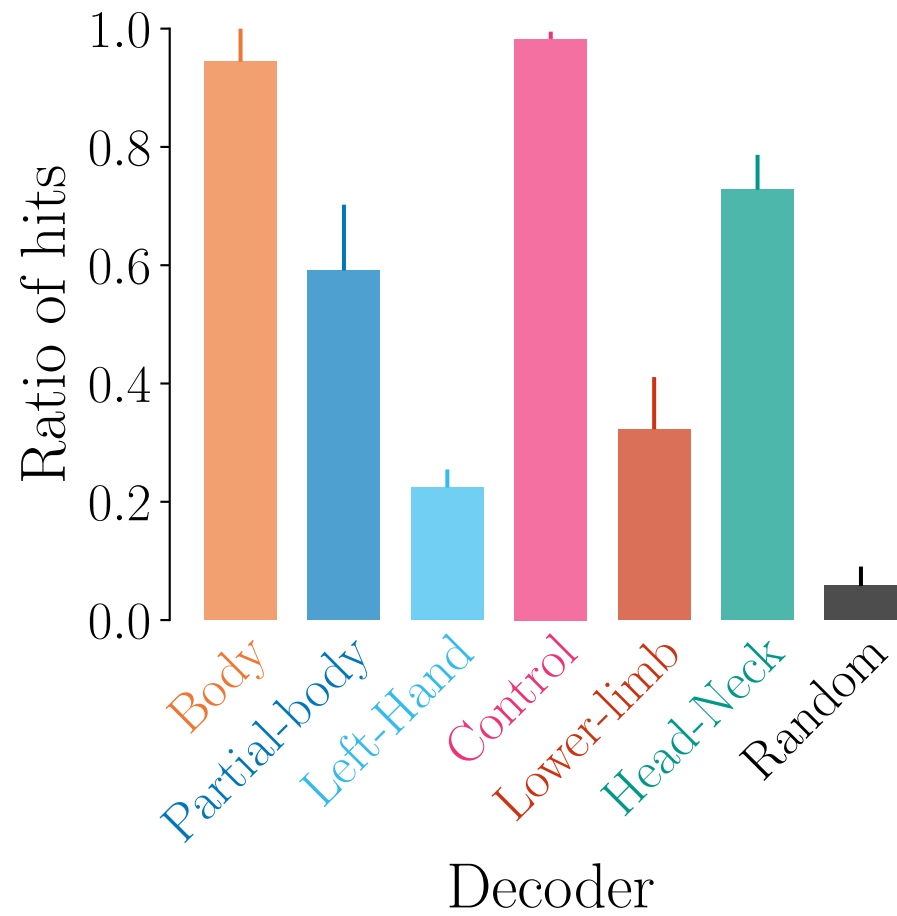 Ratio of hits
1.0
0.8
0.6
0.4
0.2
0.0
Body
Partial-body
Left-Hand
Control
Lower-limb
Head-Neck
Random
Decoder